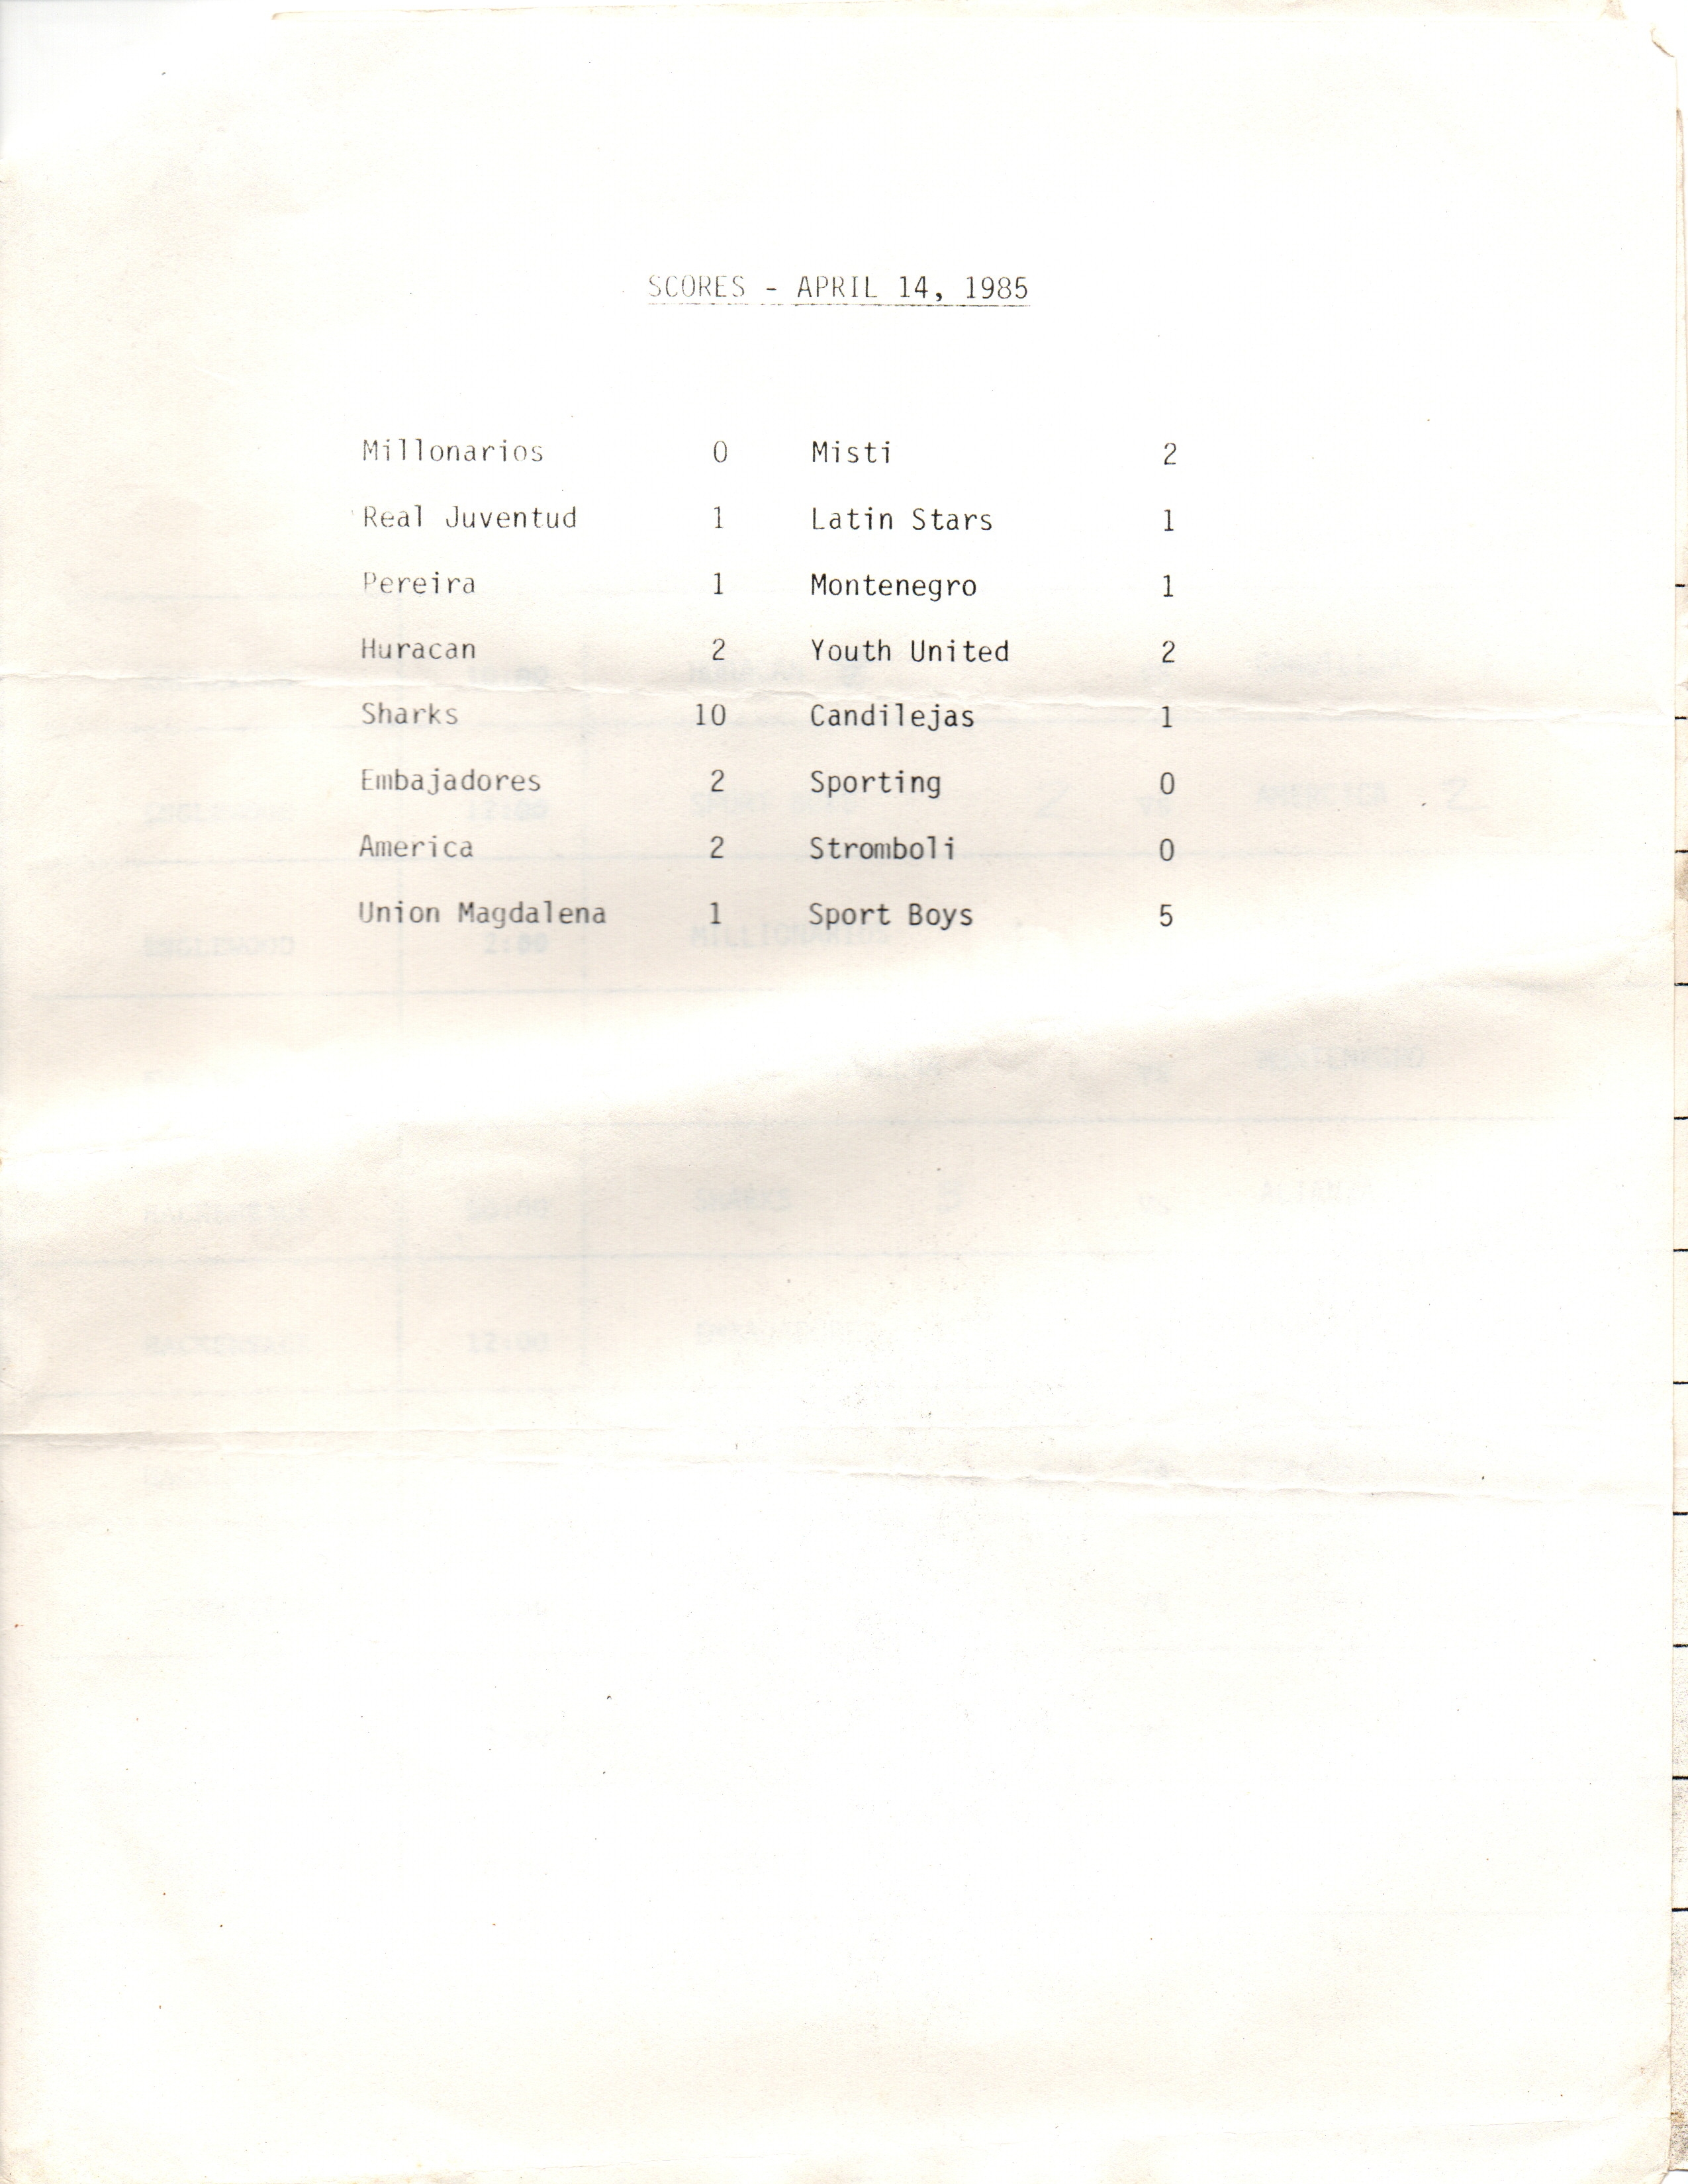 SCORES - APRIL 14, 1985
Millonarios 0 Misti 2
Real Juventud 1 Latin Stars 1
Pereira 1 Montenegro 1
Huracan 2 Youth United 2
Sharks 10 Candilejas 1
Embajadores 2 Sporting 0
America 2 Stromboli 0
Union Magdalena 1 Sport Boys 5